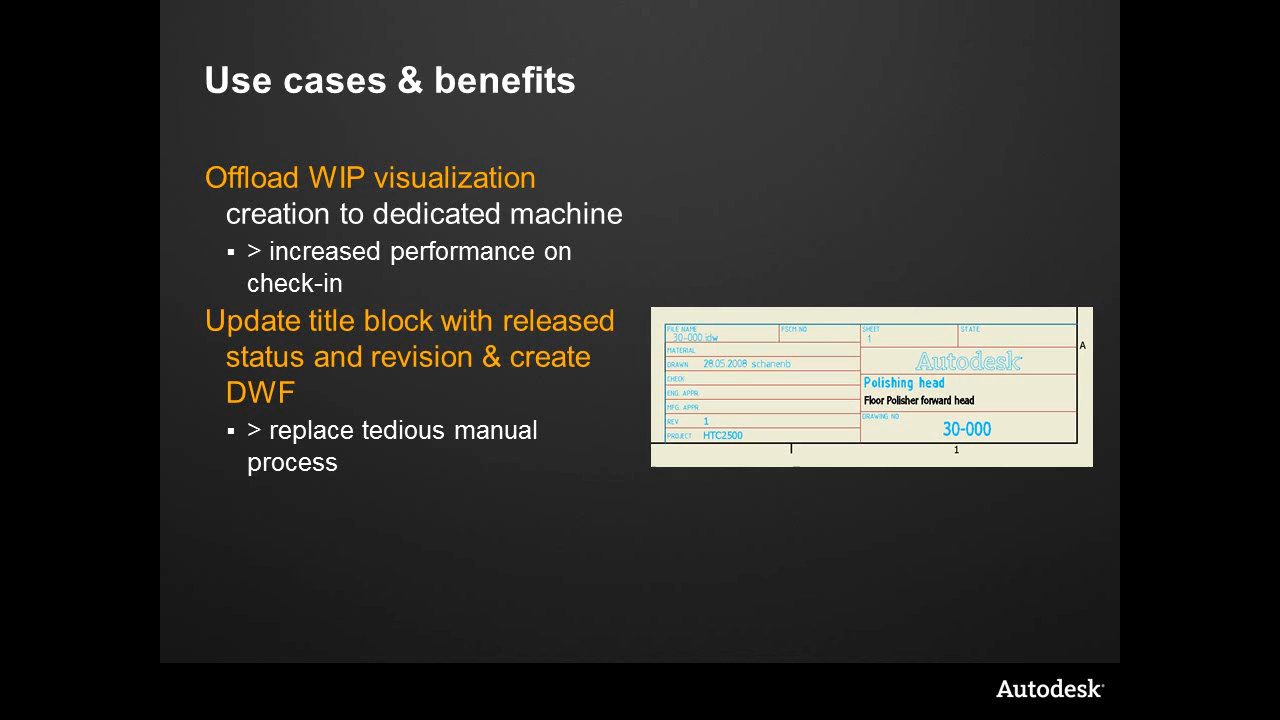 Use cases & benefits
Offload WIP visualization
creation to dedicated machine
▪ > increased performance on
check-in
Update title block with released
status and revision & create
DWF
▪ > replace tedious manual
process
FILE NAME
30-000.idw
FSCM NO
SHEET
1
STATE
MATERIAL
DRAWN 28.05.2008 schanenb
CHECK
ENG. APPR
MFG. APPR
REV 1
PROJECT HTC2500
Autodesk
Polishing head
Floor Polisher forward head
DRAWING NO
30-000
A
1
Autodesk